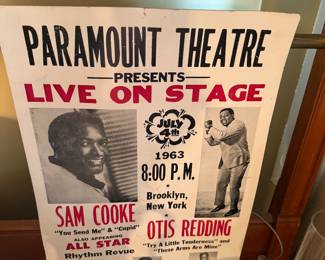 PARAMOUNT THEATRE
PRESENTS
LIVE ON STAGE
JULY
4th
1963
8:00 P.M.
Brooklyn,
New York
SAM COOKE
"You Send Me" & "Cupid"
ALSO APPEARING
ALL STAR
Rhythm Revue
OTIS REDDING
"Try A Little Tenderness" and
"These Arms Are Mine"